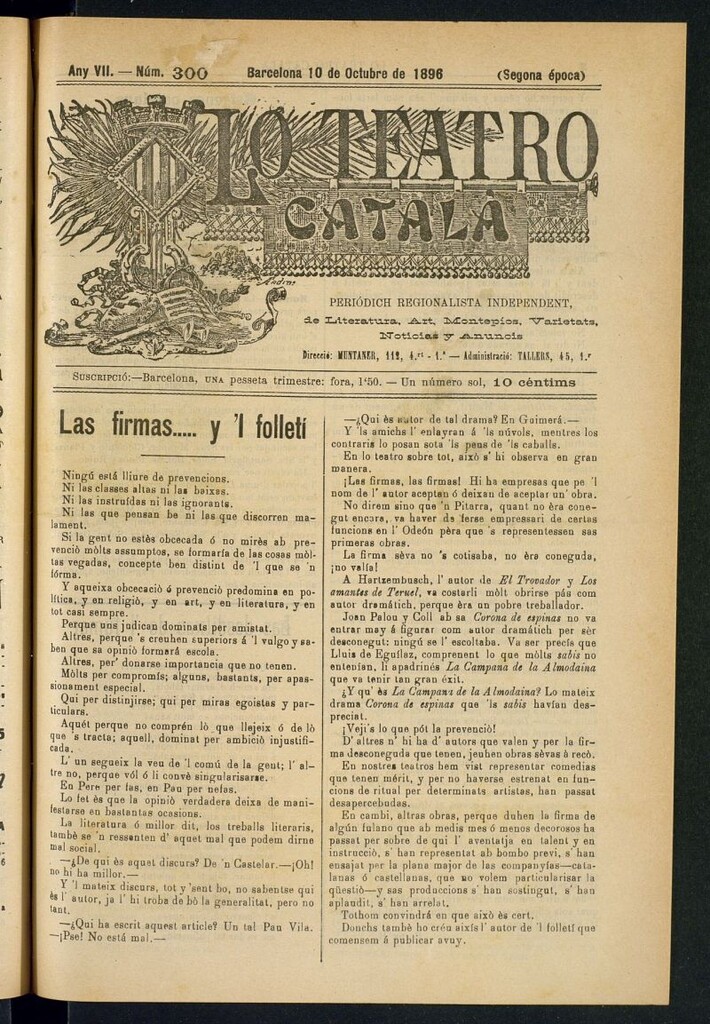 Any VII. — Núm. 300 Barcelona 10 de Octubre de 1896 (Segona época)
LO TEATRO
CATALÁ
PERIÓDICH REGIONALISTA INDEPENDENT,
de Literatura, Art, Montepios, Varietats,
Noticias y Anuncis
Direcció: MUNTANER, 112, 4.rt - 1.ª — Administració: TALLERS, 45, 1.r
SUSCRIPCIÓ:—Barcelona, UNA pesseta trimestre: fora, 1'50. — Un número sol, 10 céntims
Las firmas..... y 'l folletí
Ningú está lliure de prevencions.
Ni las classes altas ni las baixas.
Ni las instruídas ni las ignorants.
Ni las que pensan be ni las que discorren ma-
lament.
Si la gent no estés obcecada ó no mirés ab pre-
venció mòlts assumptos, se formaría de las cosas mòl-
tas vegadas, concepte ben distint de 'l que se 'n
fórma.
Y aqueixa obcecació ó prevenció predomina en po-
lítica, y en religió, y en art, y en literatura, y en
tot casi sempre.
Perque uns judican dominats per amistat.
Altres, perque 's creuhen superiors á 'l vulgo y sa-
ben que sa opinió formará escola.
Altres, per' donarse importancia que no tenen.
Mòlts per compromís; alguns, bastants, per apas-
sionament especial.
Qui per distinjirse; qui per miras egoistas y par-
ticulars.
Aquét perque no comprén lò que llejeix ó de lò
que 's tracta; aquell, dominat per ambició injustifi-
cada.
L' un segueix la veu de 'l comú de la gent; l' al-
tre no, perque vól ó li convé singularisarse.
En Pere per fas, en Pau per nefas.
Lo fet és que la opinió verdadera deixa de mani-
festarse en bastantas ocasions.
La literatura ó millor dit, los treballs literaris,
també se 'n ressanten d' aquet mal que podem dirne
mal social.
—¿De qui és aquet discurs? De 'n Castelar.—¡Oh!
no hi ha millor.—
Y 'l mateix discurs, tot y 'sent bo, no sabentse qui
és l' autor, ja l' hi troba de bò la generalitat, pero no
tant.
—¿Qui ha escrit aquest article? Un tal Pau Vila.
—¡Pse! No está mal.—
—¿Qui és autor de tal drama? En Guimerá.—
Y 'ls amichs l' enlayran á 'ls núvols, mentres los
contraris lo posan sota 'ls peus de 'ls caballs.
En lo teatro sobre tot, aixó s' hi observa en gran
manera.
¡Las firmas, las firmas! Hi ha empresas que pe 'l
nom de l' autor aceptan ó deixan de aceptar un' obra.
No direm sino que 'n Pitarra, quant no éra cone-
gut encora, va haver de ferse empressari de certas
funcions en l' Odeón pèra que 's representessen sas
primeras obras.
La firma sèva no 's cotisaba, no éra coneguda,
¡no valía!
A Hartzembusch, l' autor de El Trovador y Los
amantes de Teruel, va costarli mòlt obrirse pás com
autor dramátich, perque éra un pobre treballador.
Joan Palou y Coll ab sa Corona de espinas no va
entrar may á figurar com autor dramátich per sèr
desconegut: ningú se l' escoltaba. Va ser precis que
Lluis de Eguílaz, comprenent lo que mòlts sabis no
entenían, li apadrinés La Campana de la Almodaina
que va tenir tan gran éxit.
¿Y qu' és La Campana de la Almodaina? Lo mateix
drama Corona de espinas que 'ls sabis havían des-
preciat.
¡Veji's lo que pót la prevenció!
D' altres n' hi ha d' autors que valen y per la fir-
ma desconeguda que tenen, jeuhen obras sèvas á recó.
En nostres teatros hem vist representar comedias
que tenen mérit, y per no haverse estrenat en fun-
cions de ritual per determinats artistas, han passat
desapercebudas.
En cambi, altras obras, perque duhen la firma de
algún fulano que ab medis mes ó menos decorosos ha
passat per sobre de qui l' aventatja en talent y en
instrucció, s' han representat ab bombo previ, s' han
ensajat per la plana major de las companyías—cata-
lanas ó castellanas, que no volem particularisar la
qüestió—y sas produccions s' han sostingut, s' han
aplaudit, s' han arrelat.
Tothom convindrá en que aixó és cert.
Donchs també ho créu aixís l' autor de 'l folletí que
comensem á publicar avuy.